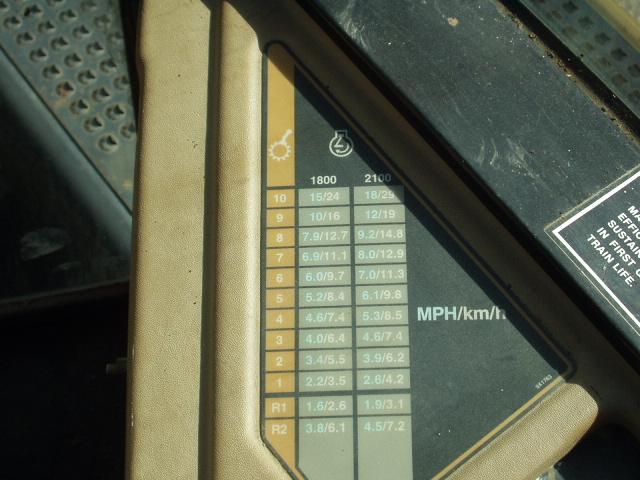 1800 2100
10 15/24 18/29
9 10/16 12/19
8 7.9/12.7 9.2/14.8
7 6.9/11.1 8.0/12.9
6 6.0/9.7 7.0/11.3
5 5.2/8.4 6.1/9.8
4 4.6/7.4 5.3/8.5
3 4.0/6.4 4.6/7.4
2 3.4/5.5 3.9/6.2
1 2.2/3.5 2.6/4.2
R1 1.6/2.6 1.9/3.1
R2 3.8/6.1 4.5/7.2
MPH/km/h
IN FIRST
TRAIN LIFE